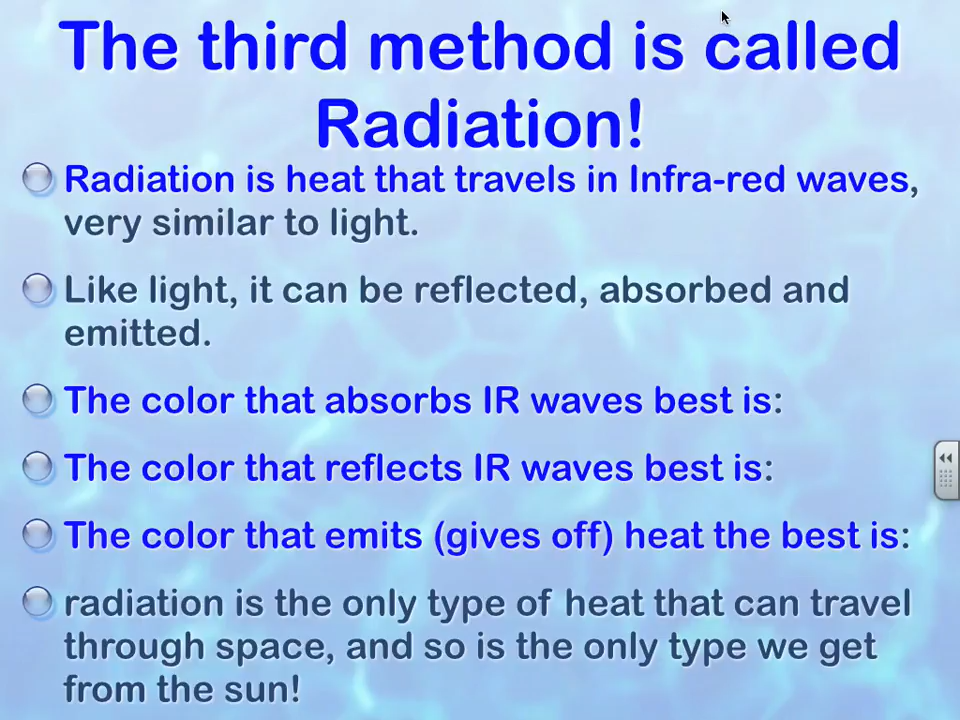 The third method is called
Radiation!
Radiation is heat that travels in Infra-red waves,
very similar to light.
Like light, it can be reflected, absorbed and
emitted.
The color that absorbs IR waves best is:
The color that reflects IR waves best is:
The color that emits (gives off) heat the best is:
radiation is the only type of heat that can travel
through space, and so is the only type we get
from the sun!